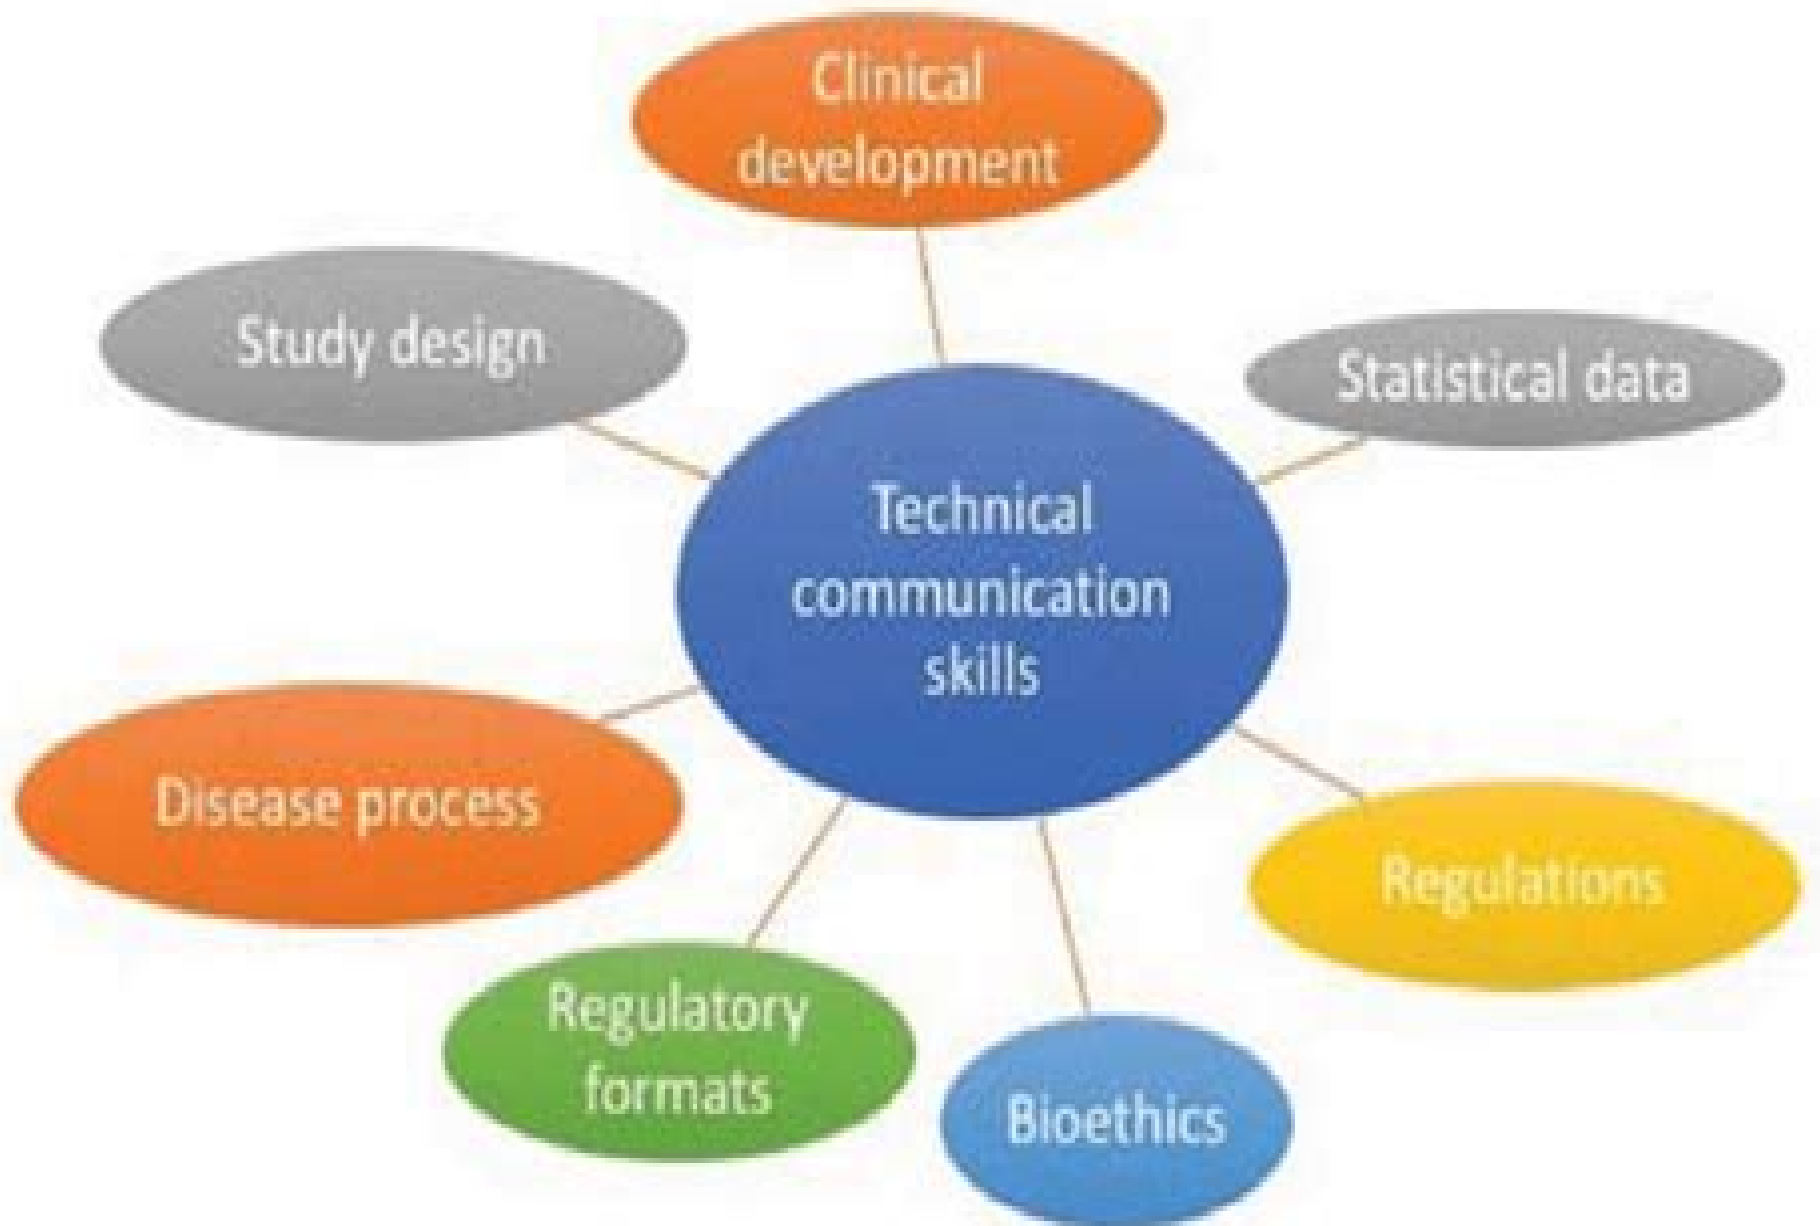 Clinical
development
Study design
Statistical data
Technical
communication
skills
Disease process
Regulations
Regulatory
formats
Bioethics